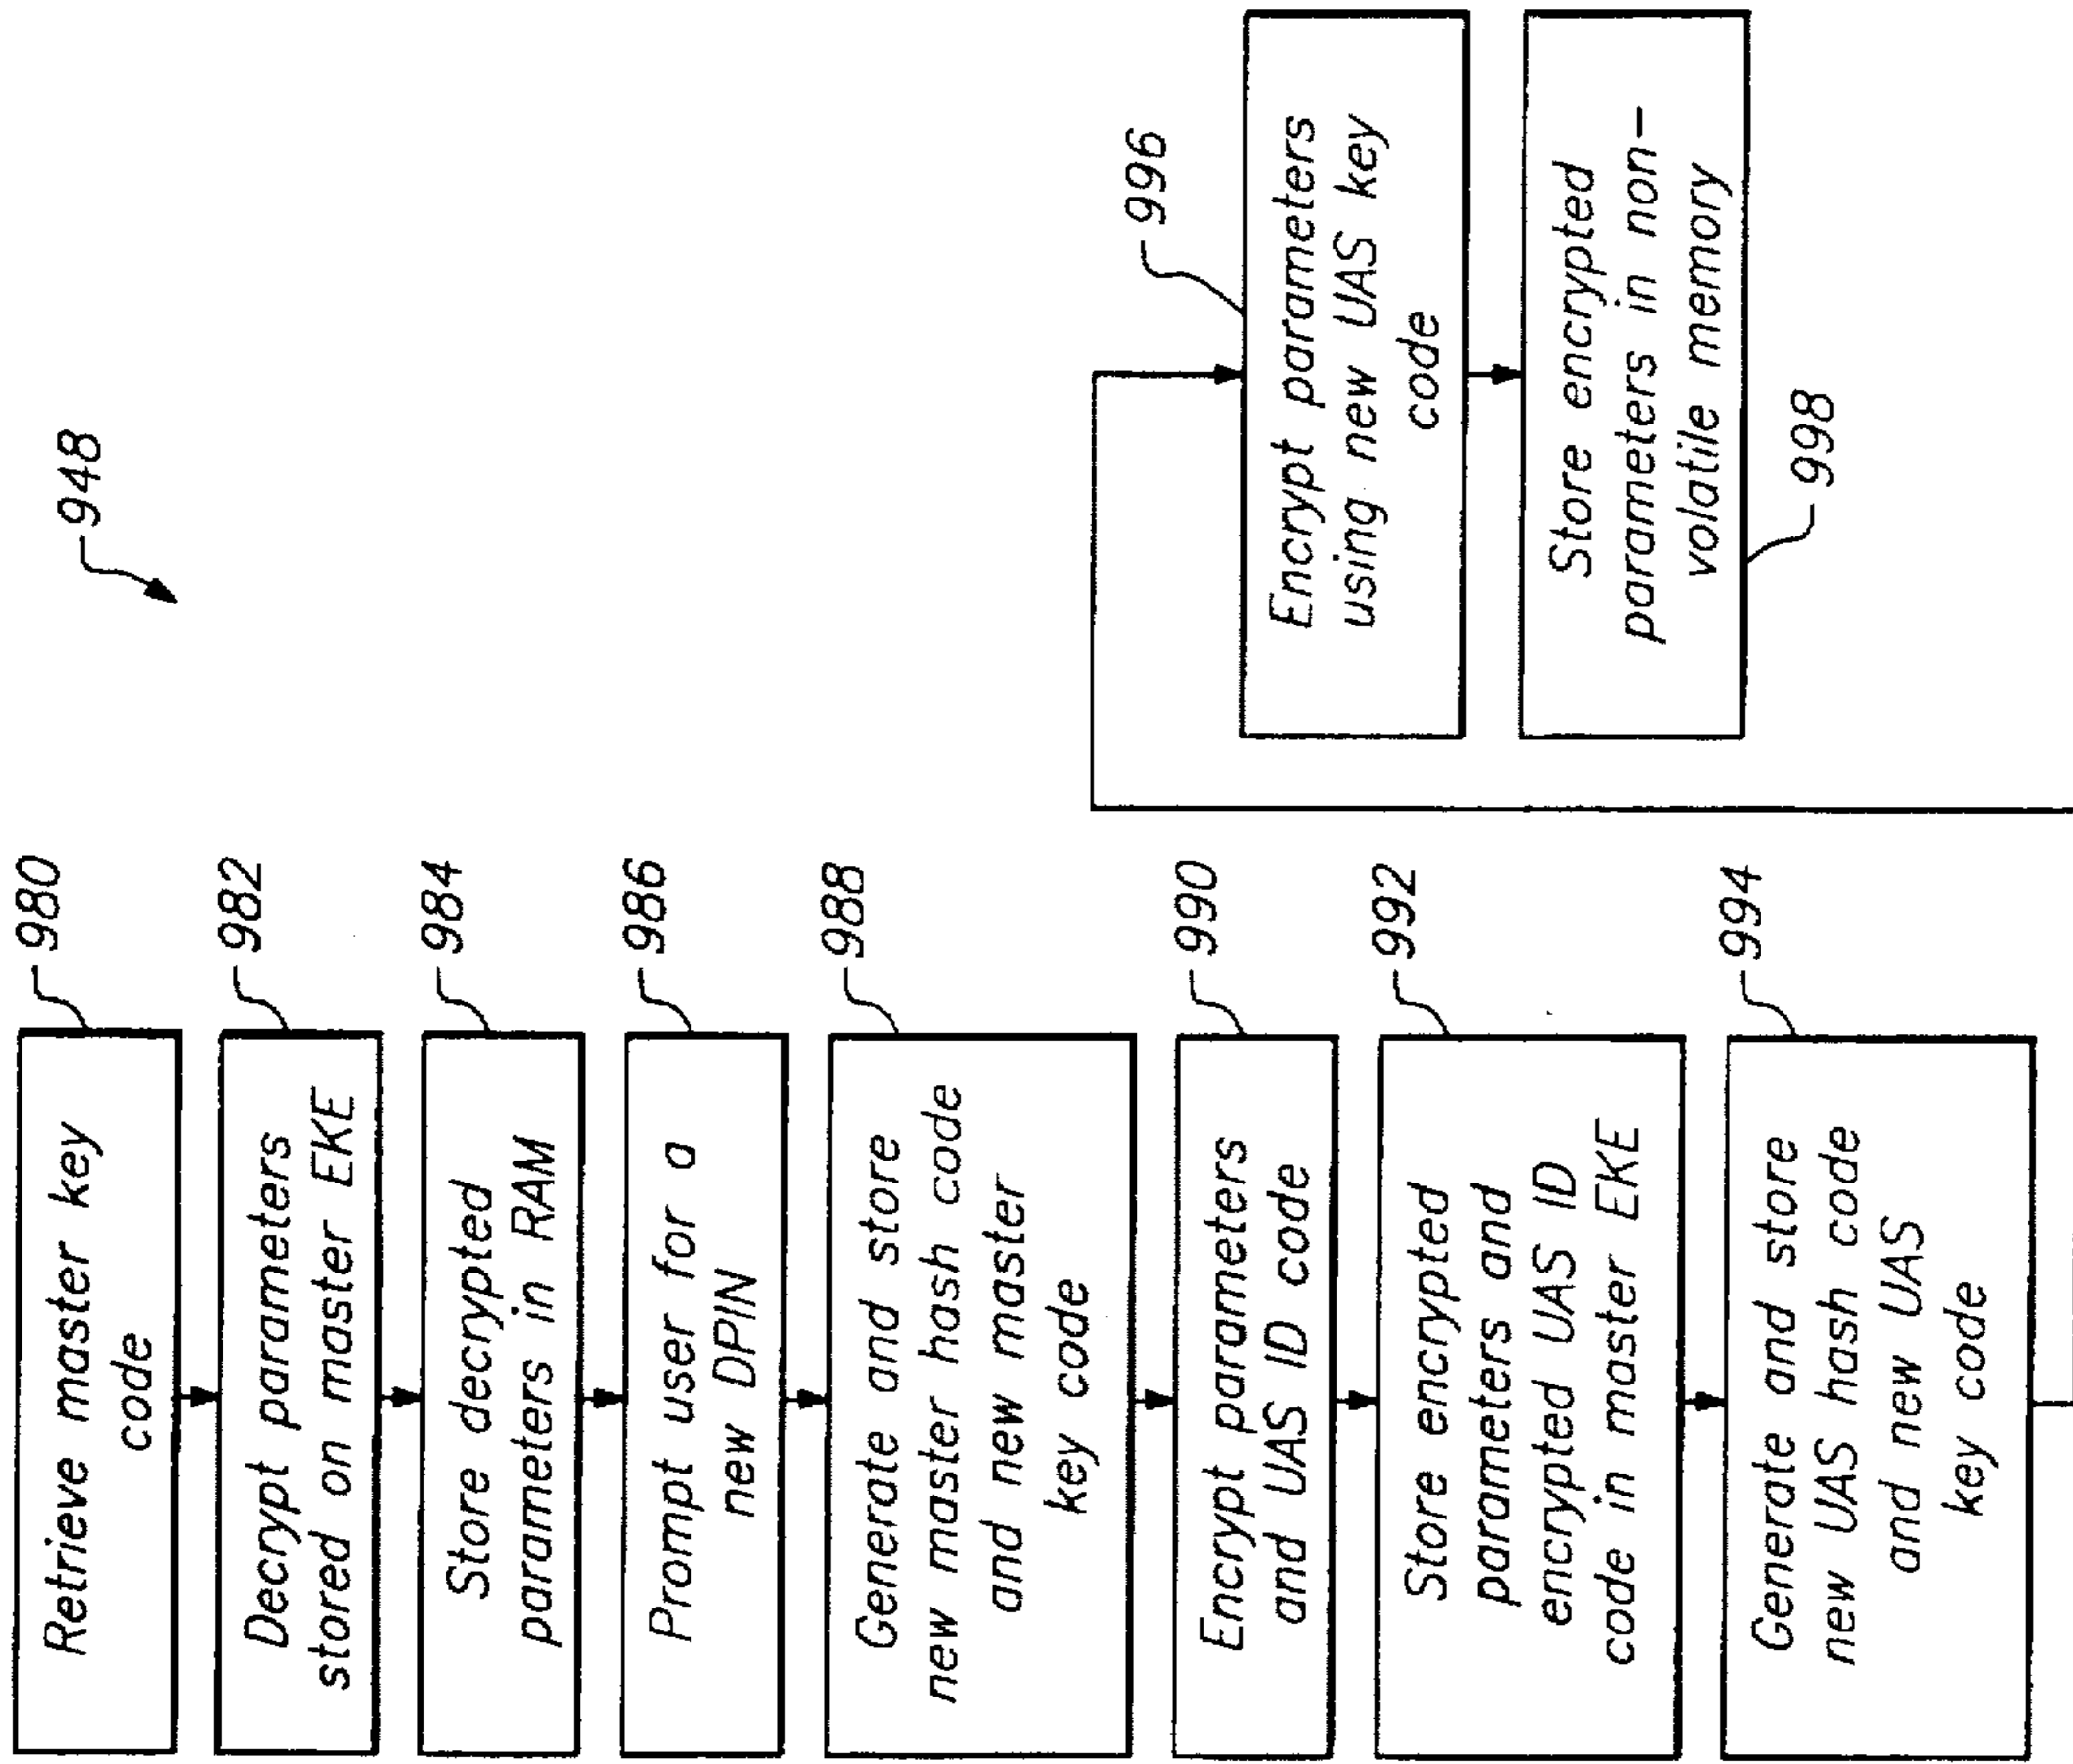 948
980
Retrieve master key
code
982
Decrypt parameters
stored on master EKE
984
Store decrypted
parameters in RAM
986
Prompt user for a
new DPIN
988
Generate and store
new master hash code
and new master
key code
990
Encrypt parameters
and UAS ID code
992
Store encrypted
parameters and
encrypted UAS ID
code in master EKE
994
Generate and store
new UAS hash code
and new UAS
key code
996
Encrypt parameters
using new UAS key
code
Store encrypted
parameters in non-
volatile memory
998